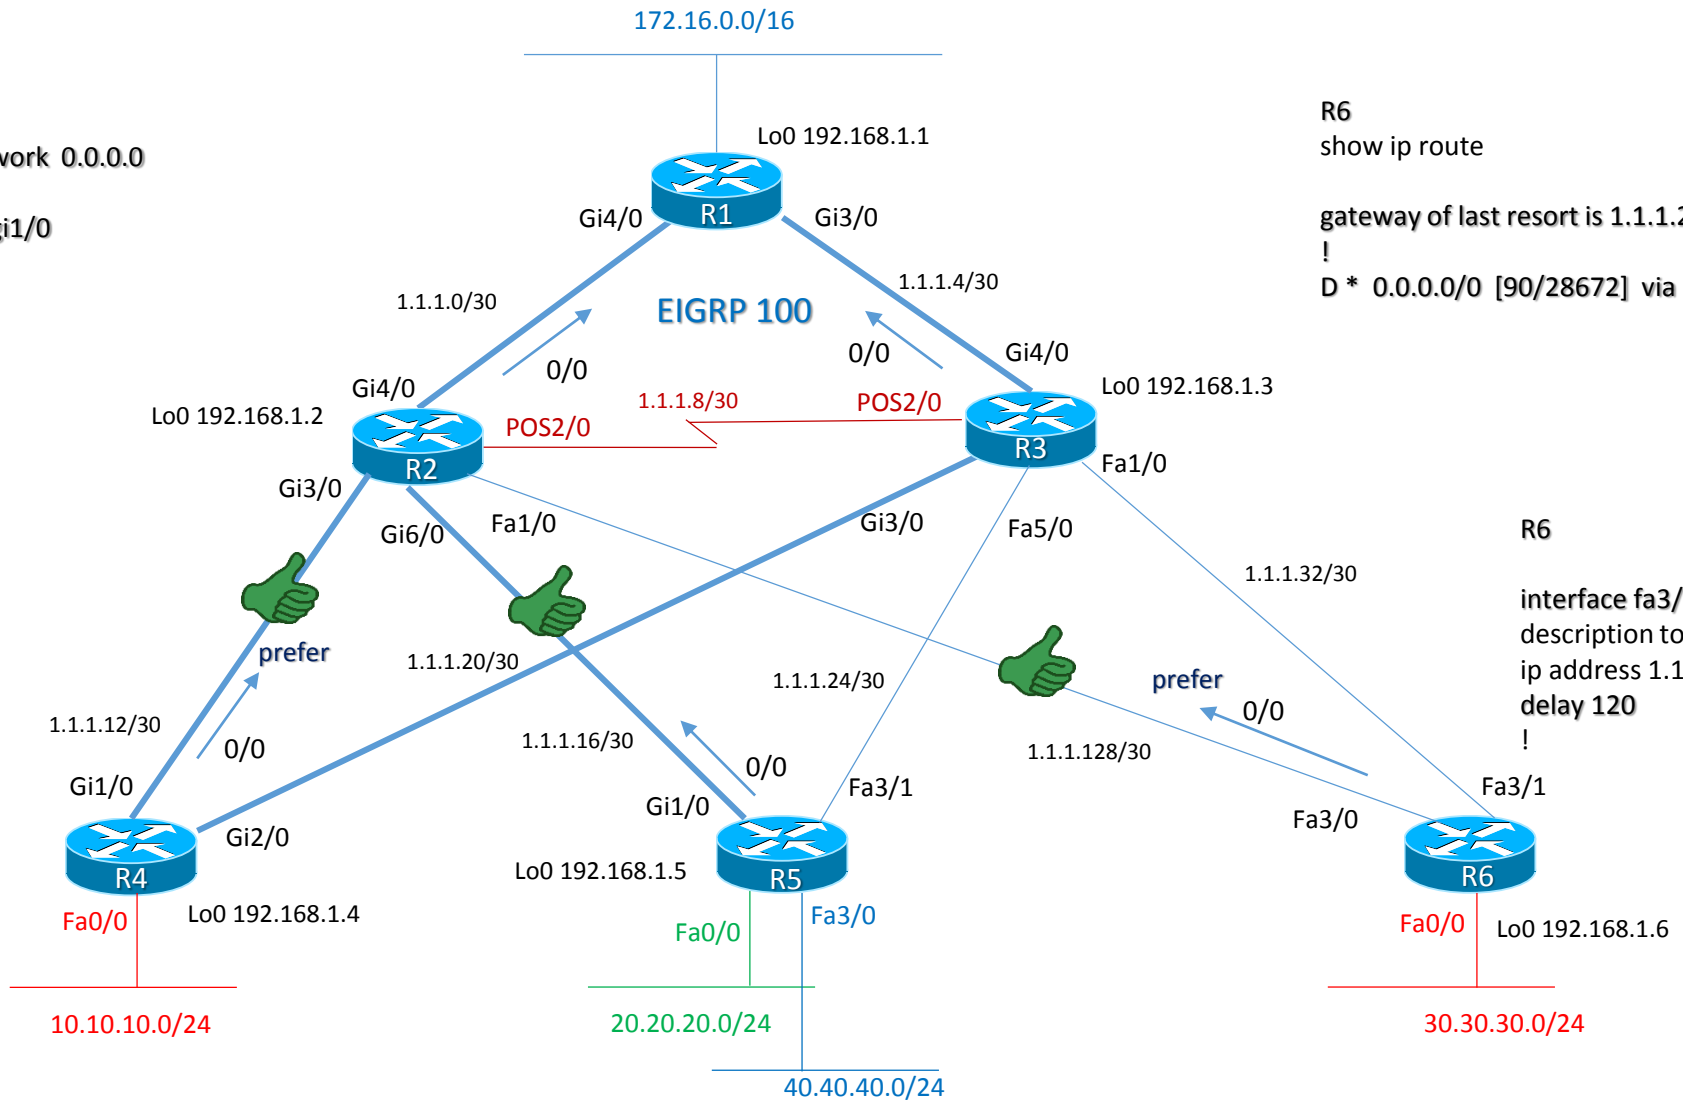 172.16.0.0/16
Lo0 192.168.1.1
R6
show ip route
work 0.0.0.0
gi1/0
R1
Gi4/0
Gi3/0
gateway of last resort is 1.1.1.2
!
D * 0.0.0.0/0 [90/28672] via
1.1.1.0/30
EIGRP 100
1.1.1.4/30
0/0
0/0
Gi4/0
Gi4/0
Lo0 192.168.1.2
1.1.1.8/30
POS2/0
Lo0 192.168.1.3
POS2/0
R2
R3
Fa1/0
Gi3/0
Gi6/0
Fa1/0
Gi3/0
Fa5/0
R6
1.1.1.32/30
interface fa3/
description to
ip address 1.1
delay 120
!
prefer
1.1.1.20/30
1.1.1.24/30
prefer
0/0
1.1.1.12/30
0/0
1.1.1.16/30
0/0
1.1.1.128/30
Gi1/0
Gi2/0
Gi1/0
Fa3/1
Fa3/0
Fa3/1
R4
Lo0 192.168.1.5
R5
R6
Fa0/0
Lo0 192.168.1.4
Fa0/0
Fa3/0
Fa0/0
Lo0 192.168.1.6
10.10.10.0/24
20.20.20.0/24
30.30.30.0/24
40.40.40.0/24